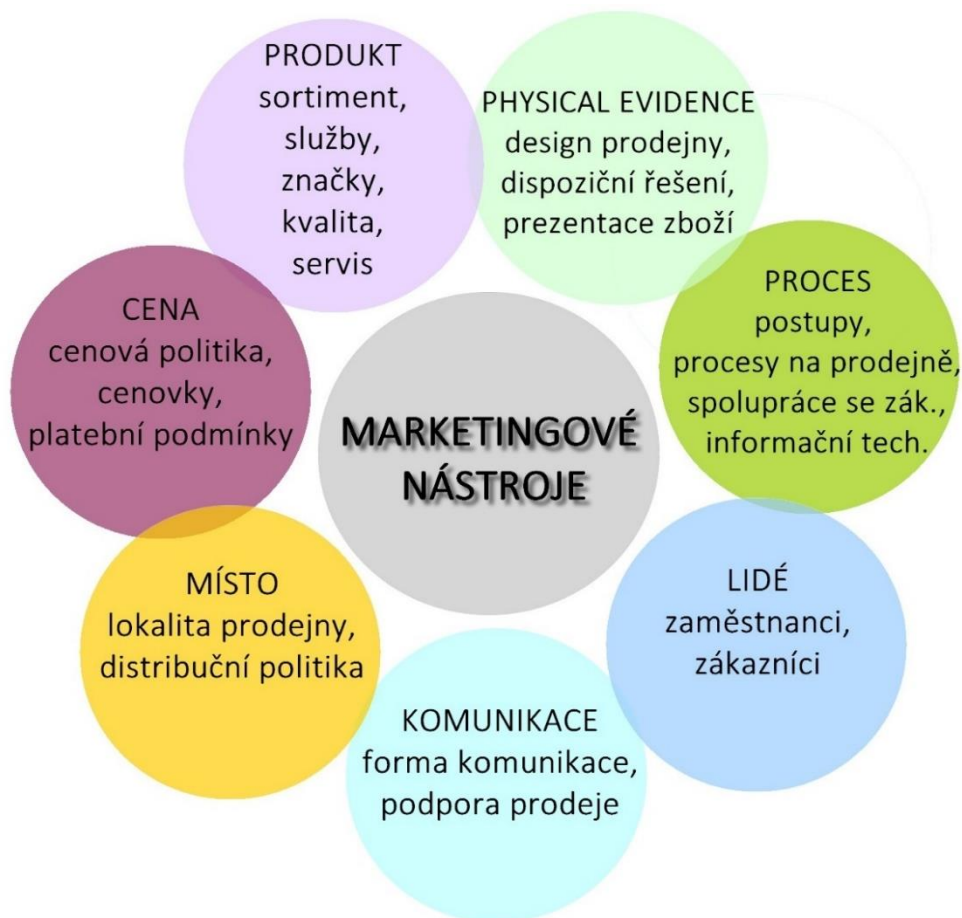 PRODUKT
sortiment,
služby,
značky,
kvalita,
servis
PHYSICAL EVIDENCE
design prodejny,
dispoziční řešení,
prezentace zboží
CENA
cenová politika,
cenovky,
platební podmínky
PROCES
postupy,
procesy na prodejně,
spolupráce se zák.,
informační tech.
MARKETINGOVÉ
NÁSTROJE
MÍSTO
lokalita prodejny,
distribuční politika
LIDÉ
zaměstnanci,
zákazníci
KOMUNIKACE
forma komunikace,
podpora prodeje